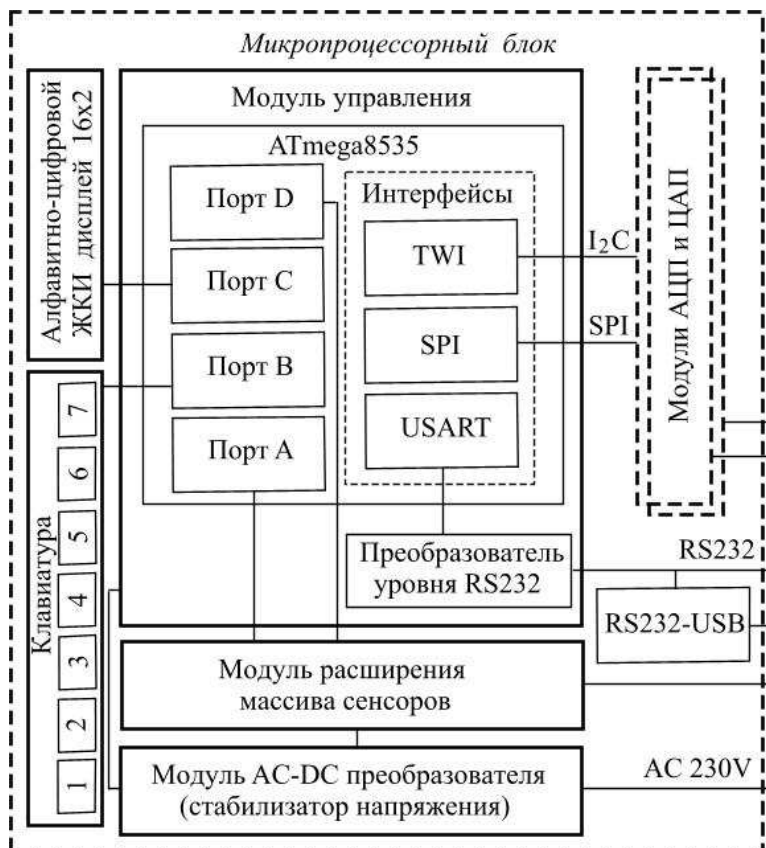 Микропроцессорный блок
Алфавитно-цифровой
ЖКИ дисплей 16х2
Модуль управления
ATmega8535
Порт D
Порт C
Порт B
Порт A
Интерфейсы
TWI
SPI
USART
I2C
SPI
Модули АЦП и ЦАП
Клавиатура
7
6
5
4
3
2
1
Преобразователь
уровня RS232
RS232
RS232-USB
Модуль расширения
массива сенсоров
Модуль AC-DC преобразователя
(стабилизатор напряжения)
AC 230V